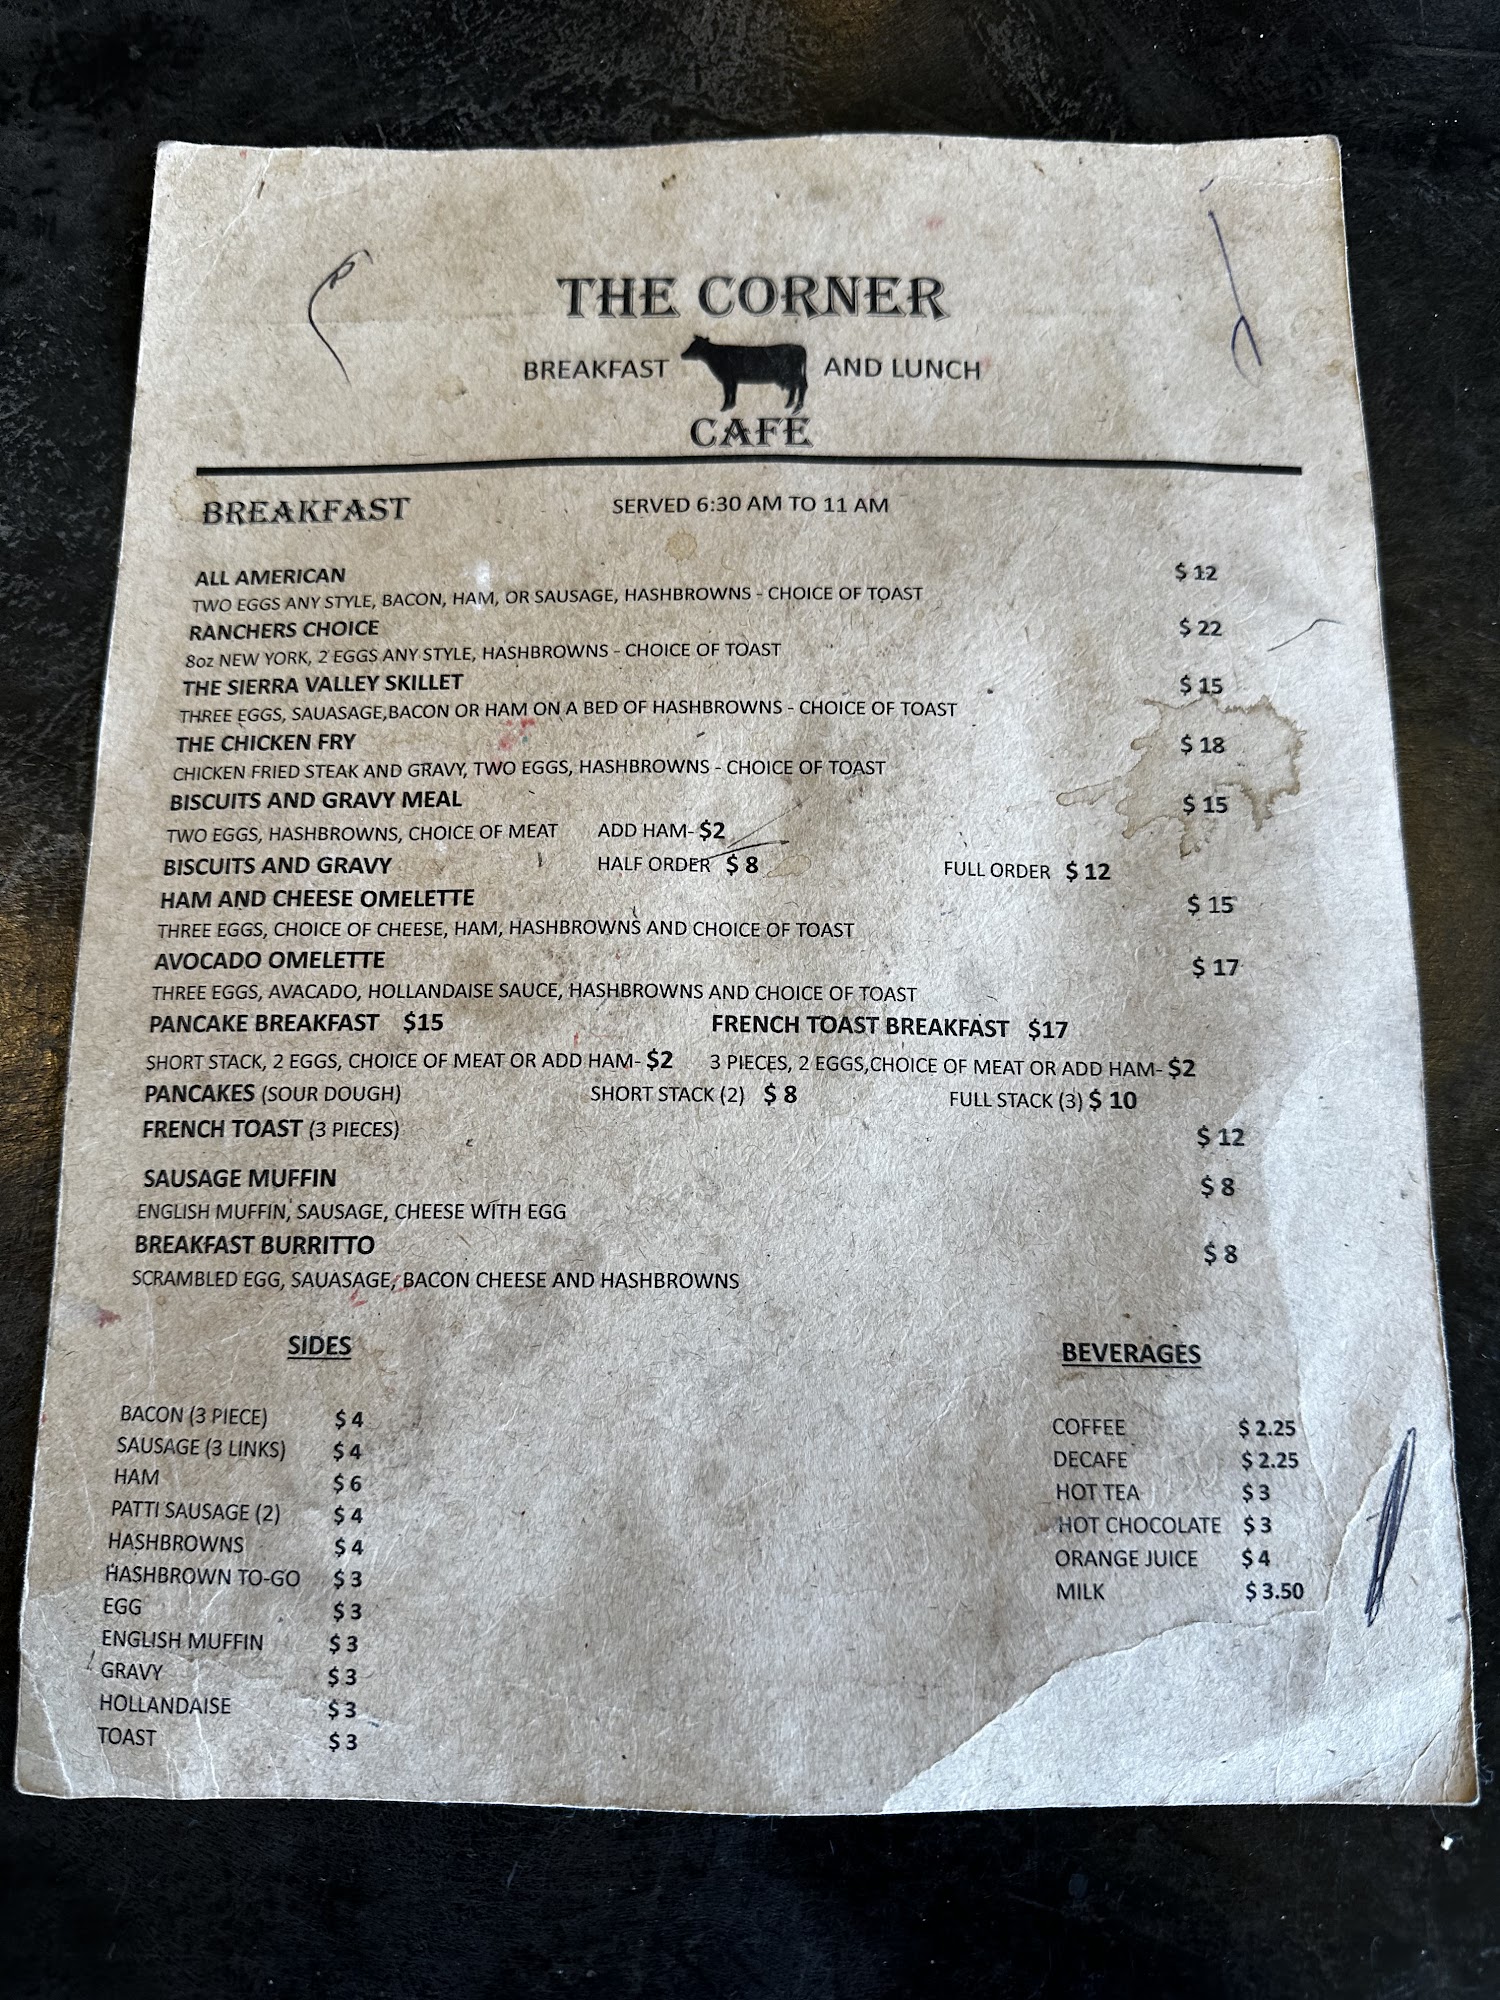 THE CORNER
BREAKFAST AND LUNCH
CAFÉ
BREAKFAST SERVED 6:30 AM TO 11 AM
ALL AMERICAN $ 12
TWO EGGS ANY STYLE, BACON, HAM, OR SAUSAGE, HASHBROWNS - CHOICE OF TOAST
RANCHERS CHOICE $ 22
8oz NEW YORK, 2 EGGS ANY STYLE, HASHBROWNS - CHOICE OF TOAST
THE SIERRA VALLEY SKILLET $ 15
THREE EGGS, SAUASAGE,BACON OR HAM ON A BED OF HASHBROWNS - CHOICE OF TOAST
THE CHICKEN FRY $ 18
CHICKEN FRIED STEAK AND GRAVY, TWO EGGS, HASHBROWNS - CHOICE OF TOAST
BISCUITS AND GRAVY MEAL $ 15
TWO EGGS, HASHBROWNS, CHOICE OF MEAT ADD HAM- $2
BISCUITS AND GRAVY HALF ORDER $ 8 FULL ORDER $ 12
HAM AND CHEESE OMELETTE $ 15
THREE EGGS, CHOICE OF CHEESE, HAM, HASHBROWNS AND CHOICE OF TOAST
AVOCADO OMELETTE $ 17
THREE EGGS, AVACADO, HOLLANDAISE SAUCE, HASHBROWNS AND CHOICE OF TOAST
PANCAKE BREAKFAST $15 FRENCH TOAST BREAKFAST $17
SHORT STACK, 2 EGGS, CHOICE OF MEAT OR ADD HAM- $2 3 PIECES, 2 EGGS,CHOICE OF MEAT OR ADD HAM- $2
PANCAKES (SOUR DOUGH) SHORT STACK (2) $ 8 FULL STACK (3) $ 10
FRENCH TOAST (3 PIECES) $ 12
SAUSAGE MUFFIN $ 8
ENGLISH MUFFIN, SAUSAGE, CHEESE WITH EGG
BREAKFAST BURRITTO $ 8
SCRAMBLED EGG, SAUASAGE, BACON CHEESE AND HASHBROWNS
SIDES
BACON (3 PIECE) $ 4
SAUSAGE (3 LINKS) $ 4
HAM $ 6
PATTI SAUSAGE (2) $ 4
HASHBROWNS $ 4
HASHBROWN TO-GO $ 3
EGG $ 3
ENGLISH MUFFIN $ 3
GRAVY $ 3
HOLLANDAISE $ 3
TOAST $ 3
BEVERAGES
COFFEE $ 2.25
DECAFE $ 2.25
HOT TEA $ 3
HOT CHOCOLATE $ 3
ORANGE JUICE $ 4
MILK $ 3.50